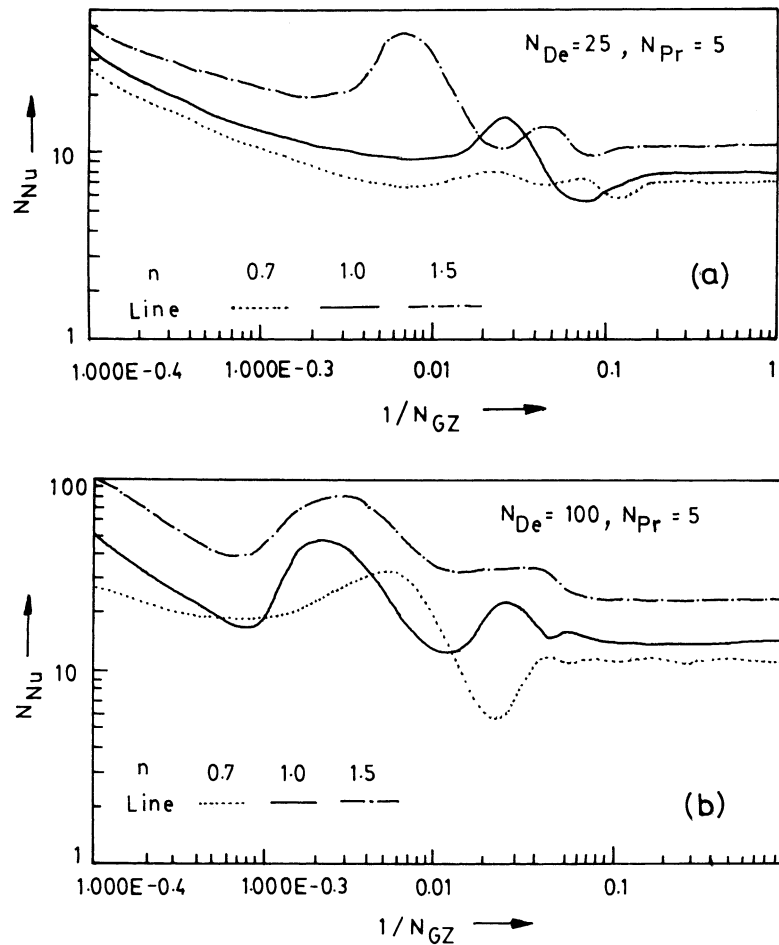 N_De = 25 , N_Pr = 5
10
N_Nu
(a)
n 0.7 1.0 1.5
Line
1
1.000E-0.4 1.000E-0.3 0.01 0.1 1
1/N_GZ
100
N_De = 100, N_Pr = 5
N_Nu
10
n 0.7 1.0 1.5
Line
(b)
1
1.000E-0.4 1.000E-0.3 0.01 0.1
1/N_GZ